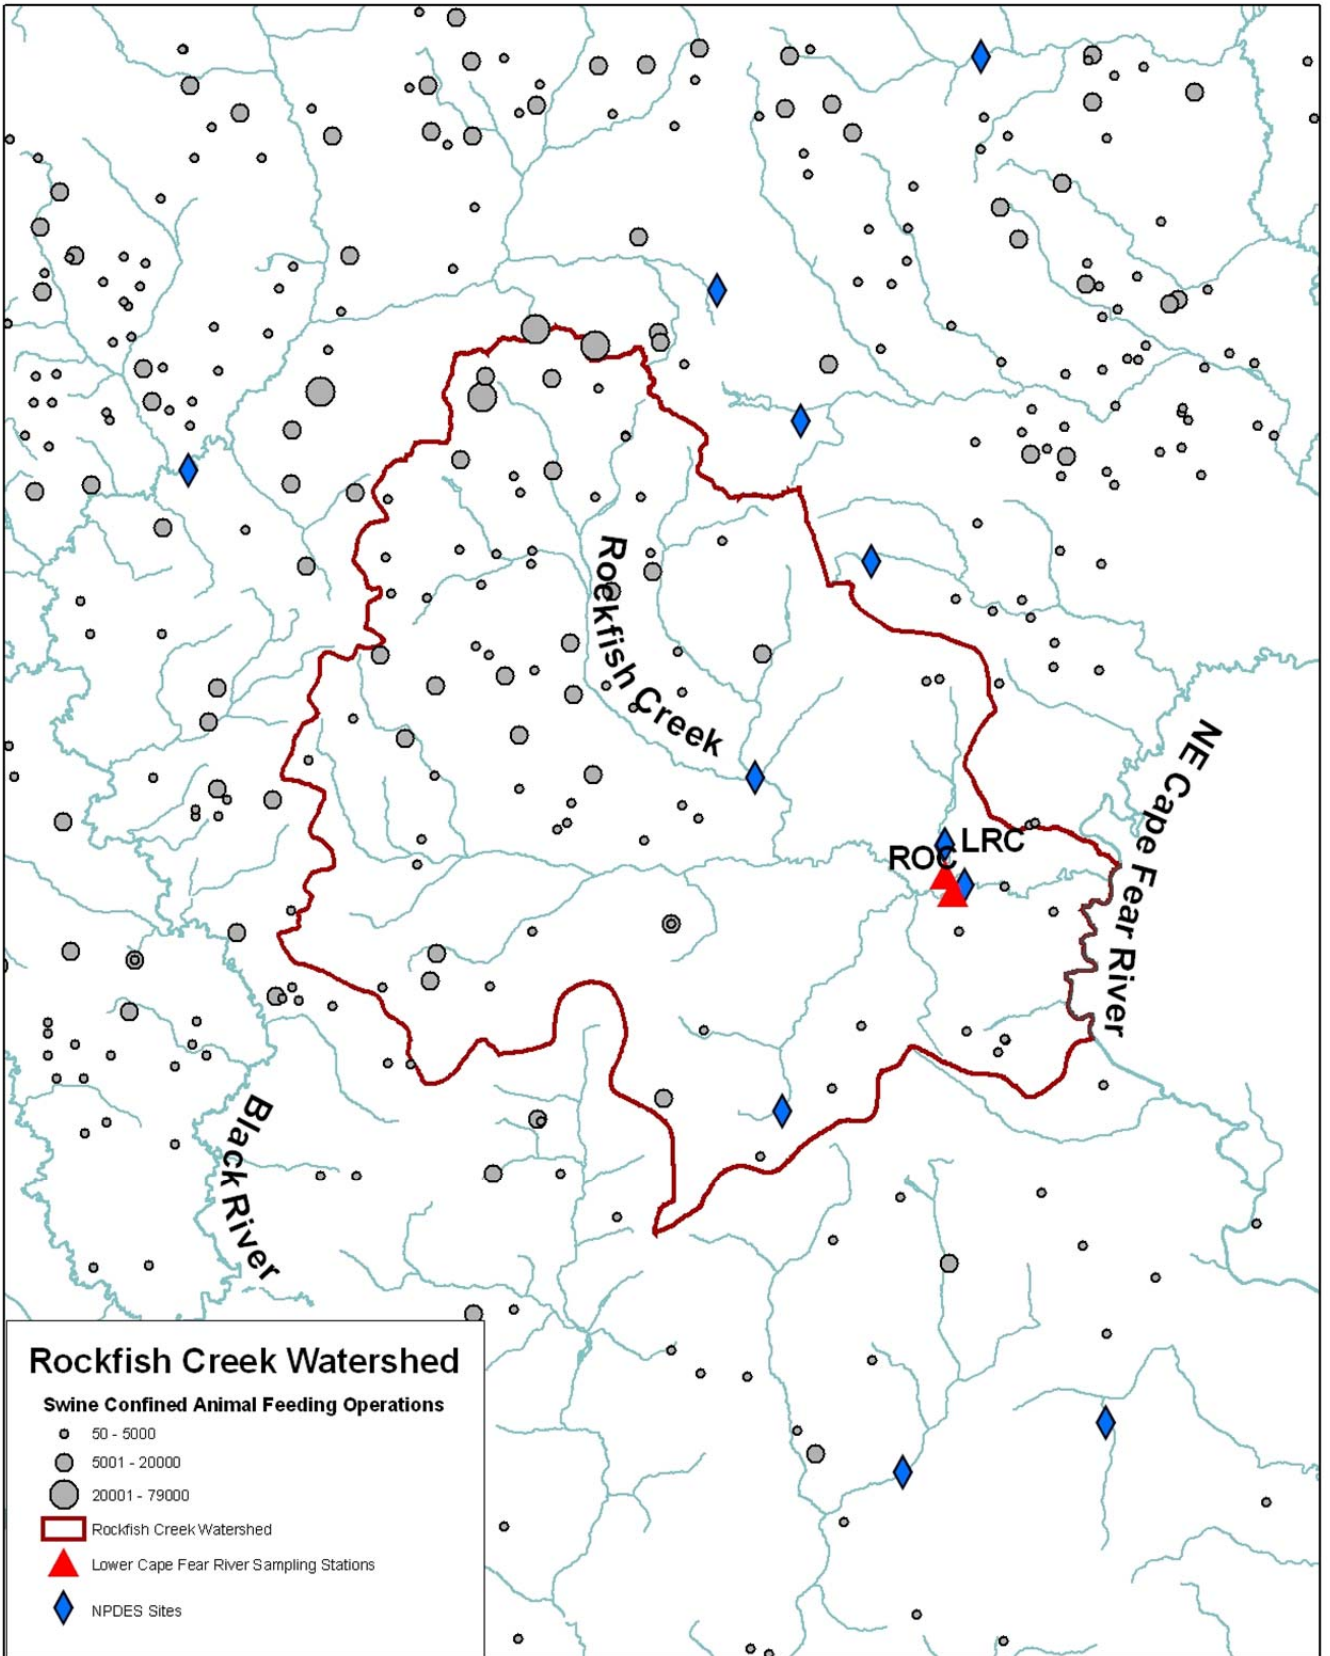 Rockfish Creek
LRC
ROC
NE Cape Fear River
Black River
Rockfish Creek Watershed
Swine Confined Animal Feeding Operations
50 - 5000
5001 - 20000
20001 - 79000
Rockfish Creek Watershed
Lower Cape Fear River Sampling Stations
NPDES Sites